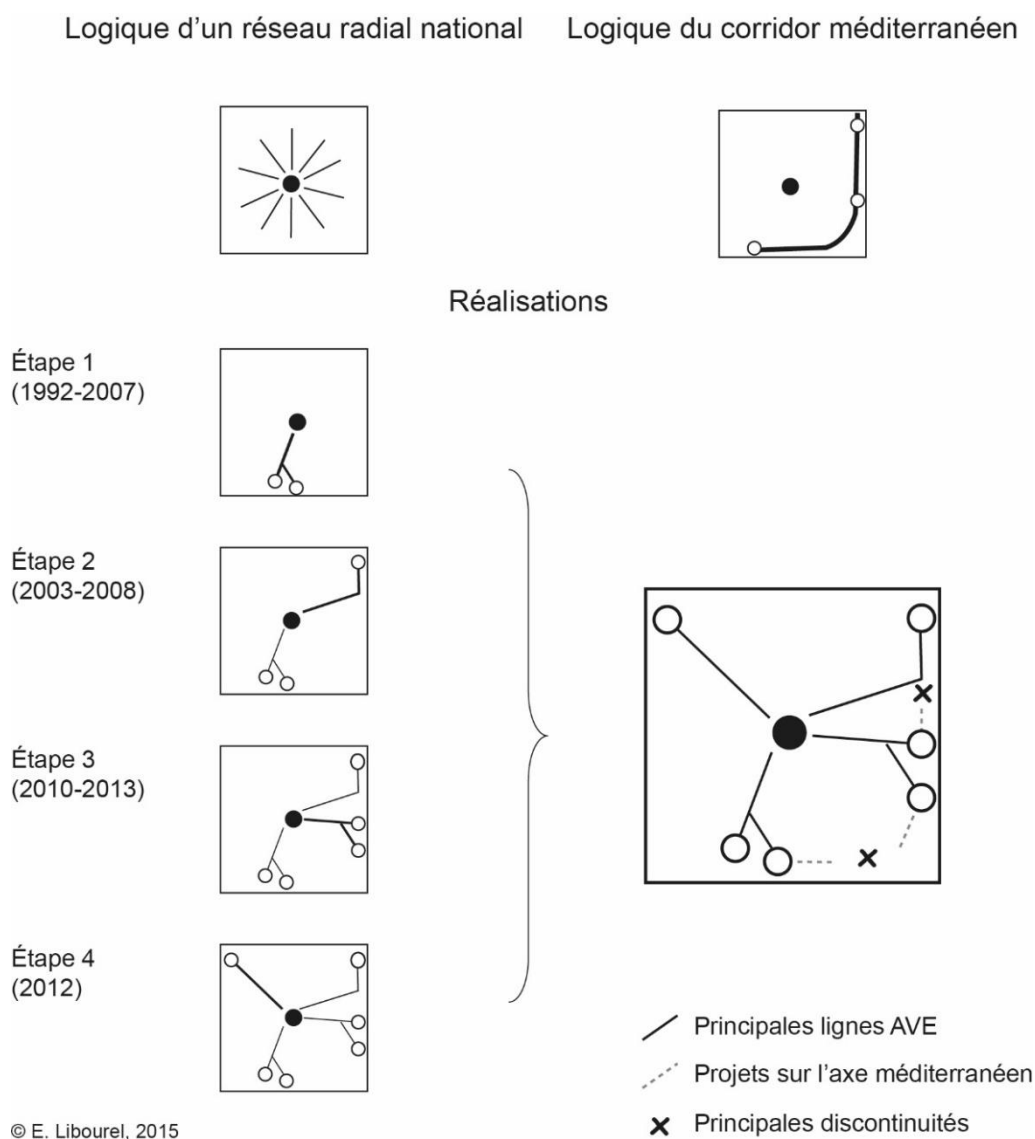 Logique d’un réseau radial national
Logique du corridor méditerranéen
Réalisations
Étape 1
(1992-2007)
Étape 2
(2003-2008)
Étape 3
(2010-2013)
Étape 4
(2012)
Principales lignes AVE
Projets sur l’axe méditerranéen
Principales discontinuités
© E. Libourel, 2015